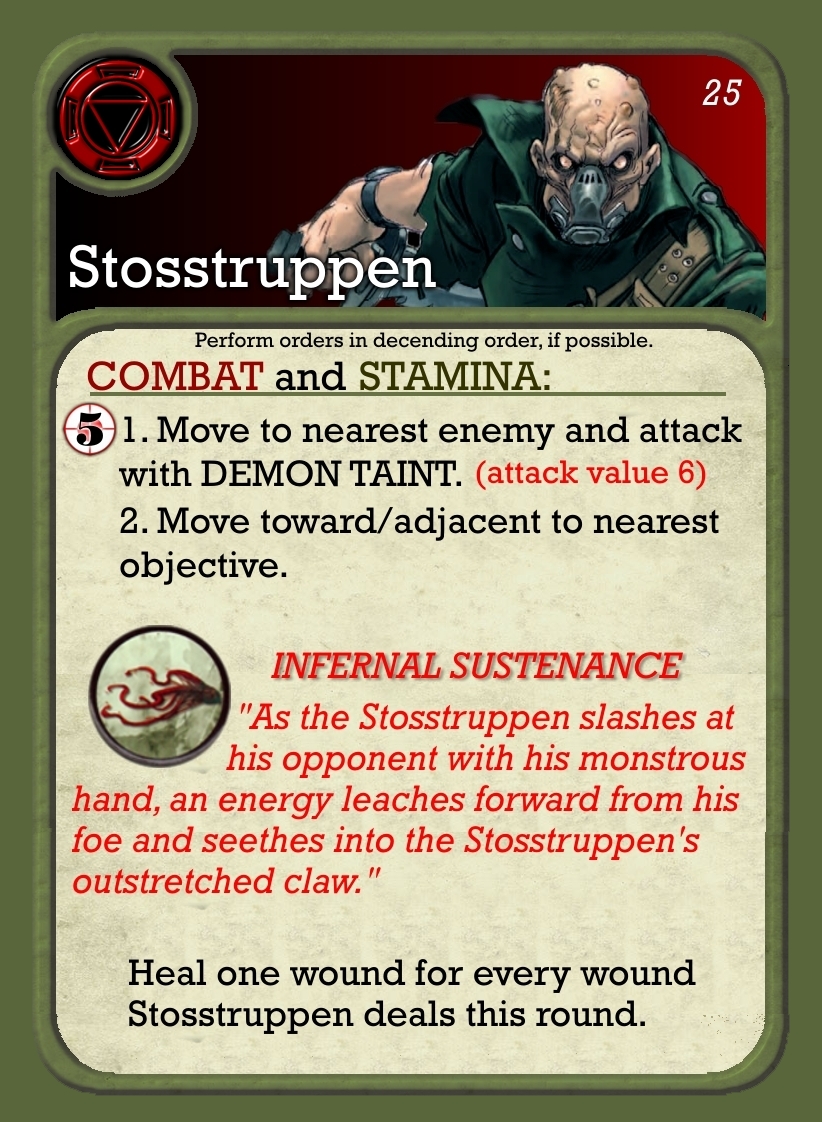 25
Stosstruppen
Perform orders in decending order, if possible.
COMBAT and STAMINA:
5 1. Move to nearest enemy and attack
with DEMON TAINT. (attack value 6)
2. Move toward/adjacent to nearest
objective.
INFERNAL SUSTENANCE
"As the Stosstruppen slashes at
his opponent with his monstrous
hand, an energy leaches forward from his
foe and seethes into the Stosstruppen's
outstretched claw."
Heal one wound for every wound
Stosstruppen deals this round.